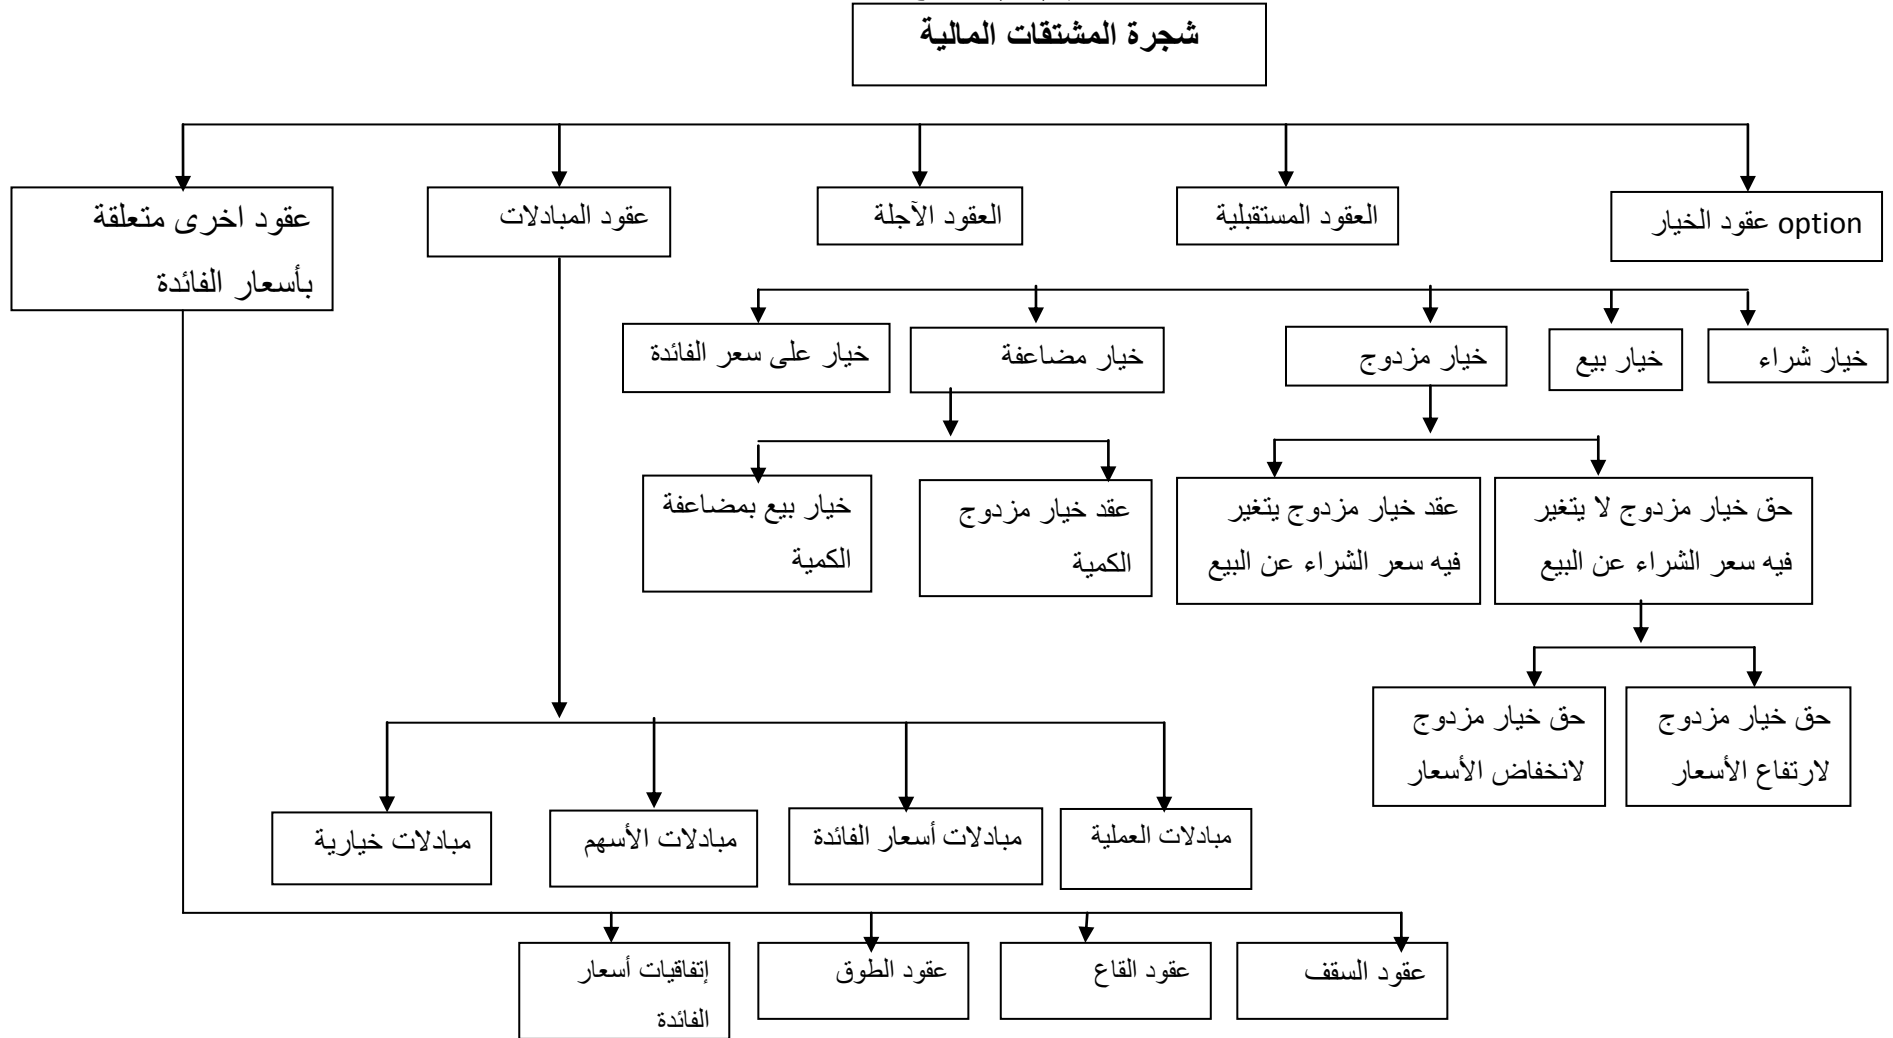 شجرة المشتقات المالية
option عقود الخيار
العقود المستقبلية
العقود الآجلة
عقود المبادلات
عقود اخرى متعلقة
بأسعار الفائدة
خيار شراء
خيار بيع
خيار مزدوج
خيار مضاعفة
خيار على سعر الفائدة
حق خيار مزدوج لا يتغير
فيه سعر الشراء عن البيع
عقد خيار مزدوج يتغير
فيه سعر الشراء عن البيع
عقد خيار مزدوج
الكمية
خيار بيع بمضاعفة
الكمية
حق خيار مزدوج
لارتفاع الأسعار
حق خيار مزدوج
لانخفاض الأسعار
مبادلات العملية
مبادلات أسعار الفائدة
مبادلات الأسهم
مبادلات خيارية
عقود السقف
عقود القاع
عقود الطوق
إتفاقيات أسعار
الفائدة